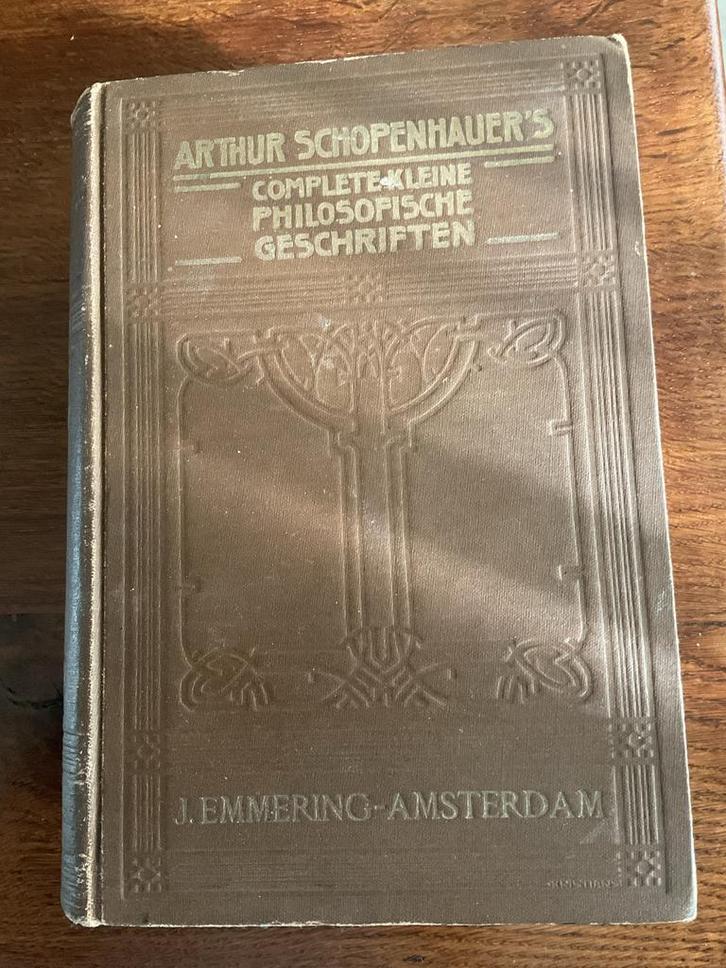 ARTHUR SCHOPENHAUER'S
COMPLETE KLEINE
PHILOSOFISCHE
GESCHRIFTEN
J. EMMERING-AMSTERDAM